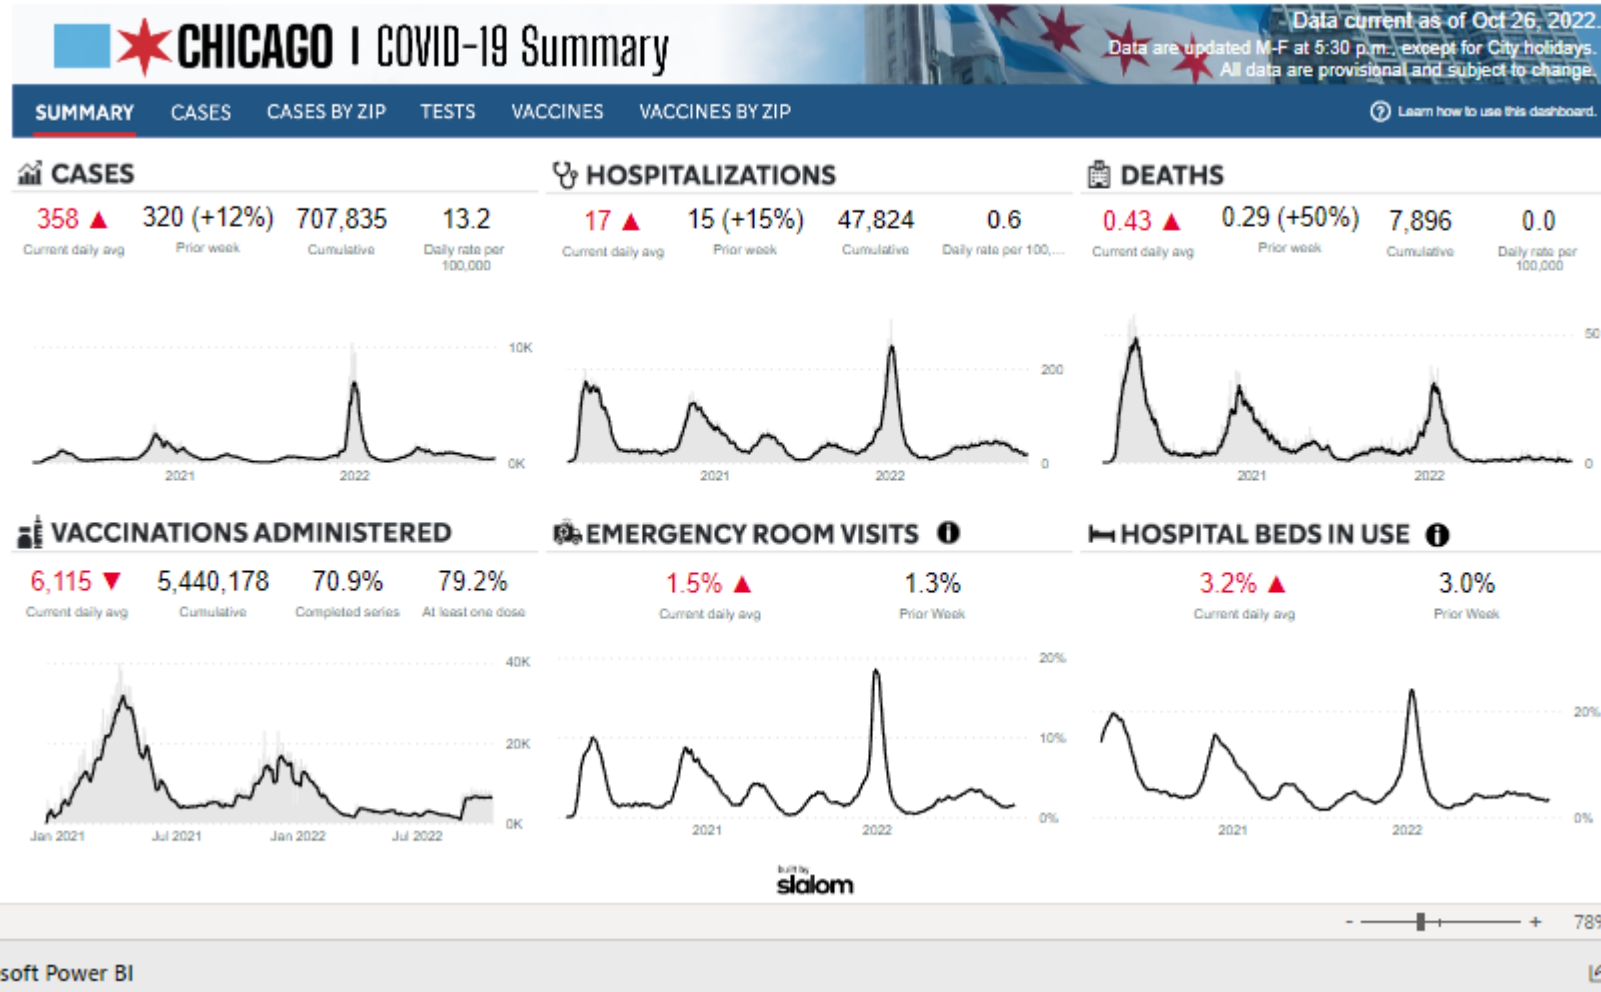 CHICAGO | COVID-19 Summary
Data current as of Oct 26, 2022.
Data are updated M-F at 5:30 p.m., except for City holidays.
All data are provisional and subject to change.
SUMMARY CASES CASES BY ZIP TESTS VACCINES VACCINES BY ZIP
? Learn how to use this dashboard.
CASES
358 ▲ 320 (+12%) 707,835 13.2
Current daily avg Prior week Cumulative Daily rate per
100,000
10K
0K
2021 2022
HOSPITALIZATIONS
17 ▲ 15 (+15%) 47,824 0.6
Current daily avg Prior week Cumulative Daily rate per 100,...
200
0
2021 2022
DEATHS
0.43 ▲ 0.29 (+50%) 7,896 0.0
Current daily avg Prior week Cumulative Daily rate per
100,000
50
0
2021 2022
VACCINATIONS ADMINISTERED
6,115 ▼ 5,440,178 70.9% 79.2%
Current daily avg Cumulative Completed series At least one dose
40K
20K
0K
Jan 2021 Jul 2021 Jan 2022 Jul 2022
EMERGENCY ROOM VISITS i
1.5% ▲ 1.3%
Current daily avg Prior Week
20%
10%
0%
2021 2022
HOSPITAL BEDS IN USE i
3.2% ▲ 3.0%
Current daily avg Prior Week
20%
0%
2021 2022
built by
slalom
- + 78%
soft Power BI